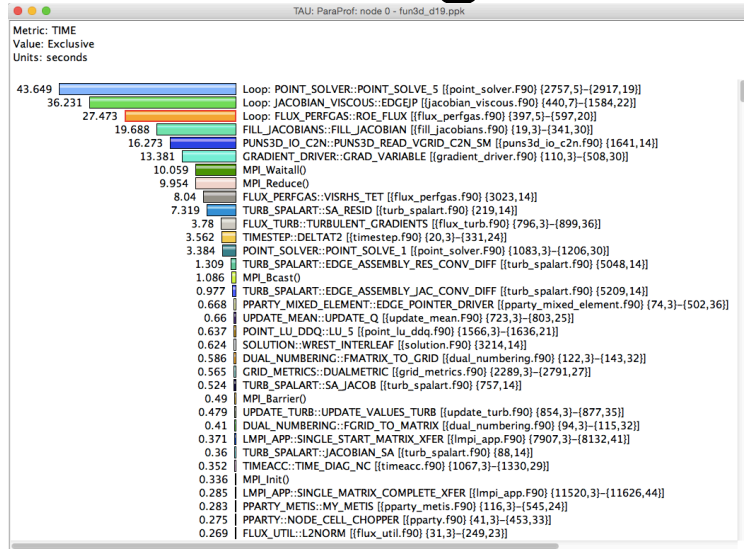 TAU: ParaProf: node 0 - fun3d_d19.ppk
Metric: TIME
Value: Exclusive
Units: seconds
43.649 Loop: POINT_SOLVER::POINT_SOLVE_5 [{point_solver.F90} {2757,5}-{2917,19}]
36.231 Loop: JACOBIAN_VISCOUS::EDGEJP [{jacobian_viscous.f90} {440,7}-{1584,22}]
27.473 Loop: FLUX_PERFGAS::ROE_FLUX [{flux_perfgas.f90} {397,5}-{597,20}]
19.688 FILL_JACOBIANS::FILL_JACOBIAN [{fill_jacobians.f90} {19,3}-{341,30}]
16.273 PUNS3D_IO_C2N::PUNS3D_READ_VGRID_C2N_SM [{puns3d_io_c2n.f90} {1641,14}]
13.381 GRADIENT_DRIVER::GRAD_VARIABLE [{gradient_driver.f90} {110,3}-{508,30}]
10.059 MPI_Waitall()
9.954 MPI_Reduce()
8.04 FLUX_PERFGAS::VISRHS_TET [{flux_perfgas.f90} {3023,14}]
7.319 TURB_SPALART::SA_RESID [{turb_spalart.f90} {219,14}]
3.78 FLUX_TURB::TURBULENT_GRADIENTS [{flux_turb.f90} {796,3}-{899,36}]
3.562 TIMESTEP::DELTAT2 [{timestep.f90} {20,3}-{331,24}]
3.384 POINT_SOLVER::POINT_SOLVE_1 [{point_solver.F90} {1083,3}-{1206,30}]
1.309 TURB_SPALART::EDGE_ASSEMBLY_RES_CONV_DIFF [{turb_spalart.f90} {5048,14}]
1.086 MPI_Bcast()
0.977 TURB_SPALART::EDGE_ASSEMBLY_JAC_CONV_DIFF [{turb_spalart.f90} {5209,14}]
0.668 PPARTY_MIXED_ELEMENT::EDGE_POINTER_DRIVER [{pparty_mixed_element.f90} {74,3}-{502,36}]
0.66 UPDATE_MEAN::UPDATE_Q [{update_mean.f90} {723,3}-{803,25}]
0.637 POINT_LU_DDQ::LU_5 [{point_lu_ddq.f90} {1566,3}-{1636,21}]
0.624 SOLUTION::WREST_INTERLEAF [{solution.F90} {3214,14}]
0.586 DUAL_NUMBERING::FMATRIX_TO_GRID [{dual_numbering.f90} {122,3}-{143,32}]
0.565 GRID_METRICS::DUALMETRIC [{grid_metrics.f90} {2289,3}-{2791,27}]
0.524 TURB_SPALART::SA_JACOB [{turb_spalart.f90} {757,14}]
0.49 MPI_Barrier()
0.479 UPDATE_TURB::UPDATE_VALUES_TURB [{update_turb.f90} {854,3}-{877,35}]
0.41 DUAL_NUMBERING::FGRID_TO_MATRIX [{dual_numbering.f90} {94,3}-{115,32}]
0.371 LMPI_APP::SINGLE_START_MATRIX_XFER [{lmpi_app.F90} {7907,3}-{8132,41}]
0.36 TURB_SPALART::JACOBIAN_SA [{turb_spalart.f90} {88,14}]
0.352 TIMEACC::TIME_DIAG_NC [{timeacc.f90} {1067,3}-{1330,29}]
0.336 MPI_Init()
0.285 LMPI_APP::SINGLE_MATRIX_COMPLETE_XFER [{lmpi_app.F90} {11520,3}-{11626,44}]
0.283 PPARTY_METIS::MY_METIS [{pparty_metis.F90} {116,3}-{545,24}]
0.275 PPARTY::NODE_CELL_CHOPPER [{pparty.f90} {41,3}-{453,33}]
0.269 FLUX_UTIL::L2NORM [{flux_util.f90} {31,3}-{249,23}]